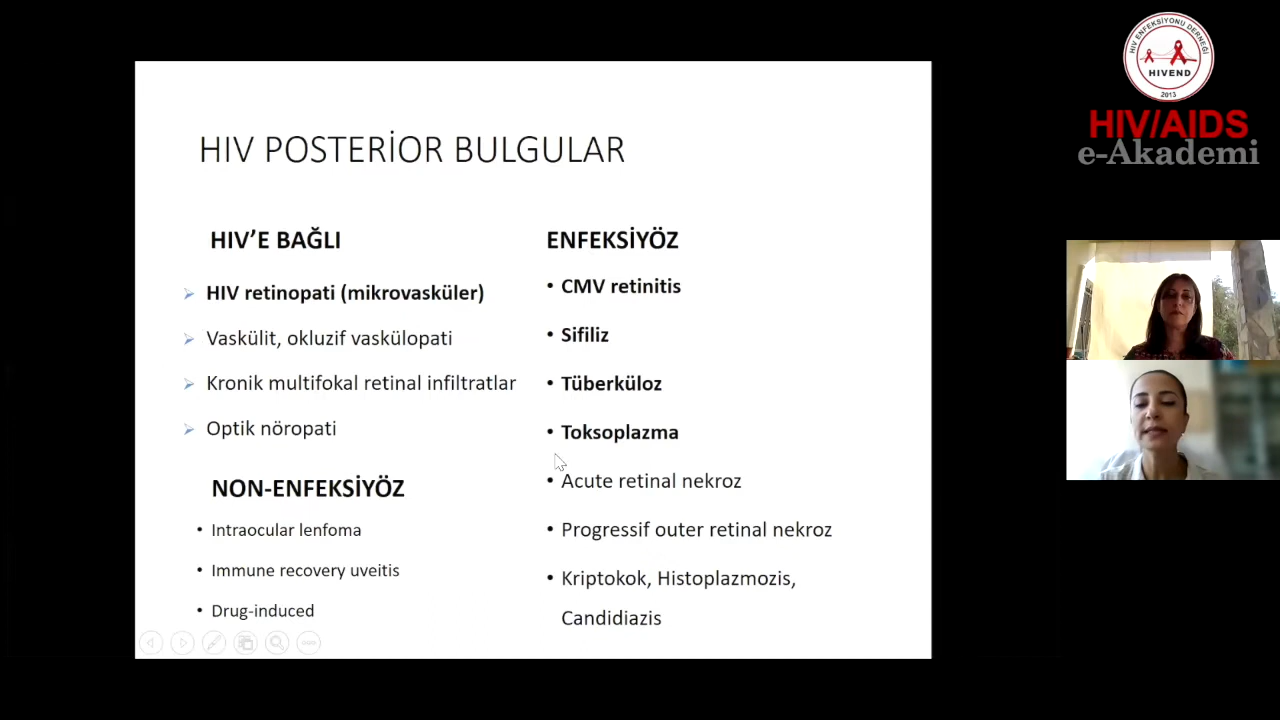 HIV POSTERİOR BULGULAR
HIV'E BAĞLI
HIV retinopati (mikrovasküler)
Vaskülit, okluzif vaskülopati
Kronik multifokal retinal infiltratlar
Optik nöropati
NON-ENFEKSİYÖZ
Intraocular lenfoma
Immune recovery uveitis
Drug-induced
ENFEKSİYÖZ
CMV retinitis
Sifiliz
Tüberküloz
Toksoplazma
Acute retinal nekroz
Progressif outer retinal nekroz
Kriptokok, Histoplazmozis,
Candidiazis
HIV ENFEKSİYONU DERNEĞİ
HIVEND
2013
HIV/AIDS
e-Akademi